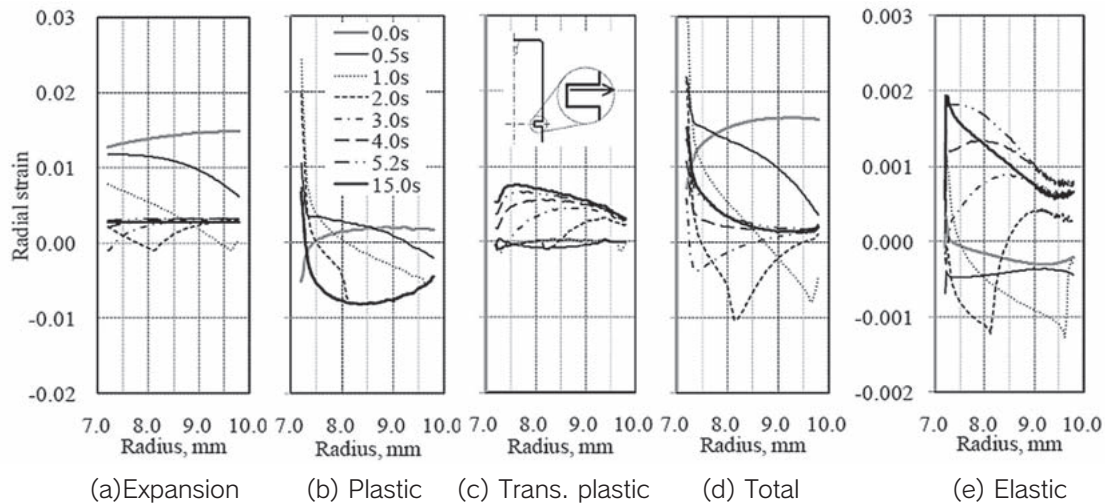 0.03
0.02
0.01
0.00
-0.01
-0.02
Radial strain
0.0s
0.5s
1.0s
2.0s
3.0s
4.0s
5.2s
15.0s
0.003
0.002
0.001
0.000
-0.001
-0.002
7.0 8.0 9.0 10.0 7.0 8.0 9.0 10.0 7.0 8.0 9.0 10.0 7.0 8.0 9.0 10.0 7.0 8.0 9.0 10.0
Radius, mm Radius, mm Radius, mm Radius, mm Radius, mm
(a)Expansion (b) Plastic (c) Trans. plastic (d) Total (e) Elastic